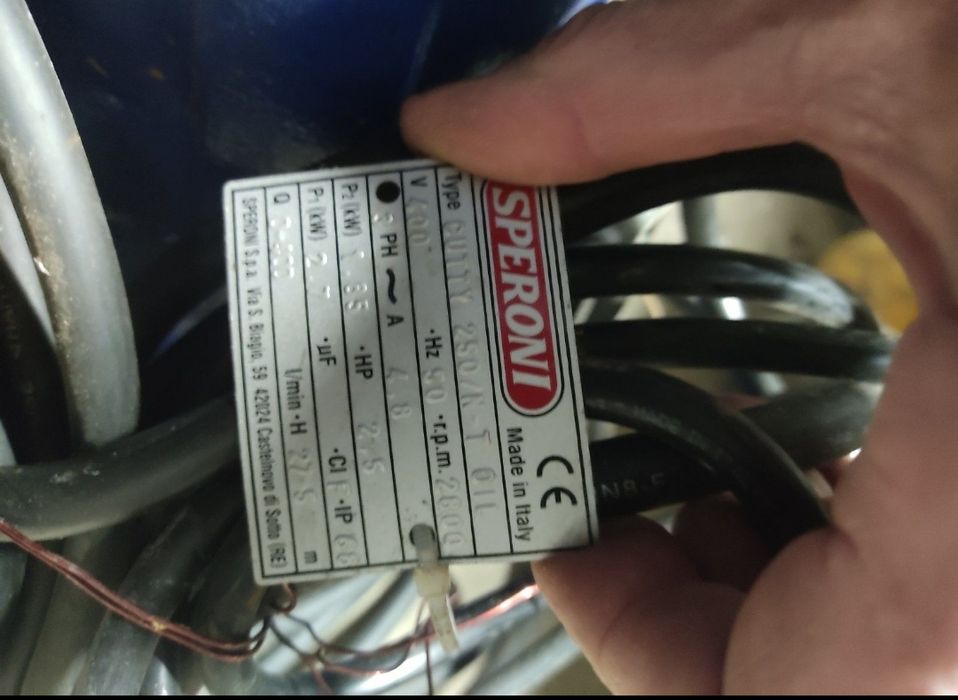 SPERONI
CE
Made in Italy
Type CUTTY 250/N-T OIL
V 400 •Hz 50 •r.p.m. 2800
3 PH ~ A 4.8
P2 (kW) 1.85 •HP 2.5
P1 (kW) 2.7 •µF •Cl F •IP 68
Q l/min •H 27/5 m
SPERONI S.p.a. Via S. Biagio, 59 42024 Castelnovo di Sotto (RE)